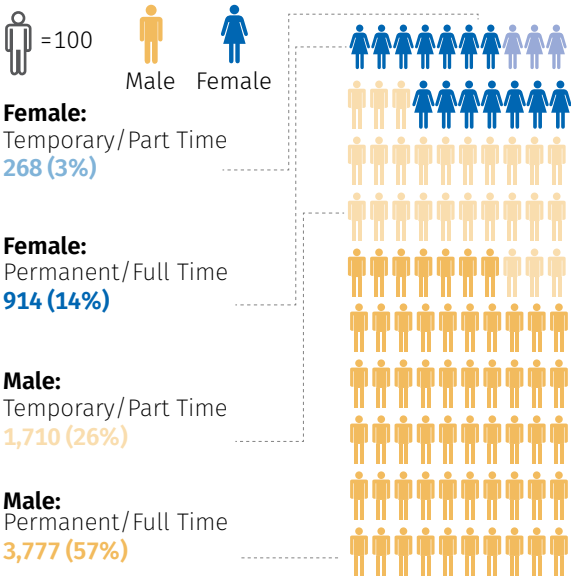 =100
Male Female
Female:
Temporary/Part Time
268 (3%)
Female:
Permanent/Full Time
914 (14%)
Male:
Temporary/Part Time
1,710 (26%)
Male:
Permanent/Full Time
3,777 (57%)